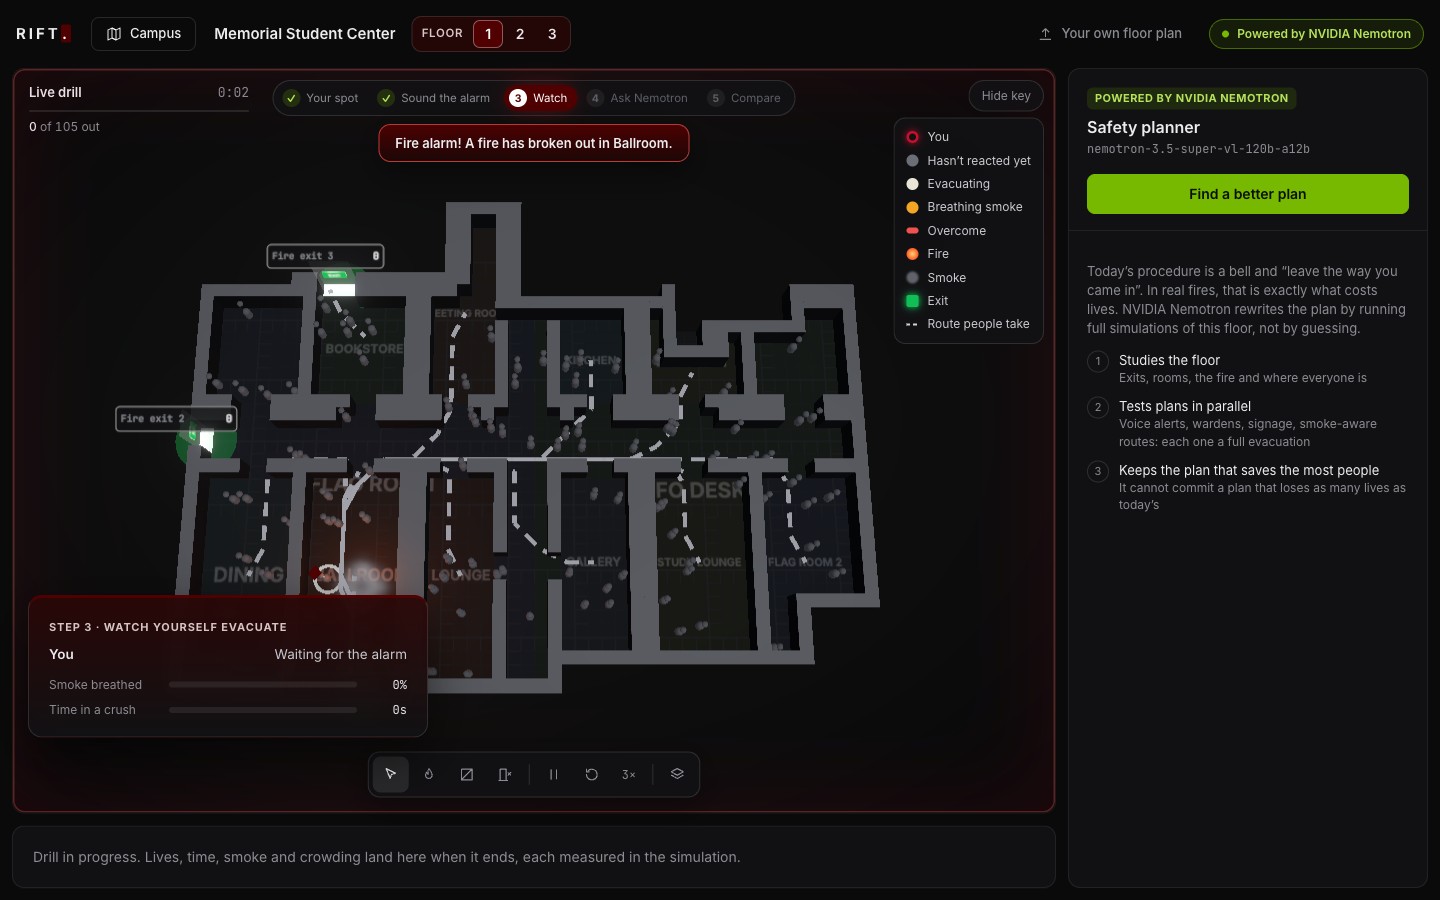 RIFT.
Campus
Memorial Student Center
FLOOR 1 2 3
Your own floor plan
Powered by NVIDIA Nemotron
Live drill 0:02
0 of 105 out
Your spot
Sound the alarm
3 Watch
4 Ask Nemotron
5 Compare
Hide key
Fire alarm! A fire has broken out in Ballroom.
You
Hasn't reacted yet
Evacuating
Breathing smoke
Overcome
Fire
Smoke
Exit
Route people take
Fire exit 3 0
BOOKSTORE
KITCHEN
Fire exit 2 0
DINING
LOUNGE
FLAG ROOM 2
STEP 3 · WATCH YOURSELF EVACUATE
You Waiting for the alarm
Smoke breathed 0%
Time in a crush 0s
3×
Drill in progress. Lives, time, smoke and crowding land here when it ends, each measured in the simulation.
POWERED BY NVIDIA NEMOTRON
Safety planner
nemotron-3.5-super-vl-120b-a12b
Find a better plan
Today's procedure is a bell and “leave the way you
came in”. In real fires, that is exactly what costs
lives. NVIDIA Nemotron rewrites the plan by running
full simulations of this floor, not by guessing.
1 Studies the floor
Exits, rooms, the fire and where everyone is
2 Tests plans in parallel
Voice alerts, wardens, signage, smoke-aware
routes: each one a full evacuation
3 Keeps the plan that saves the most people
It cannot commit a plan that loses as many lives as
today's